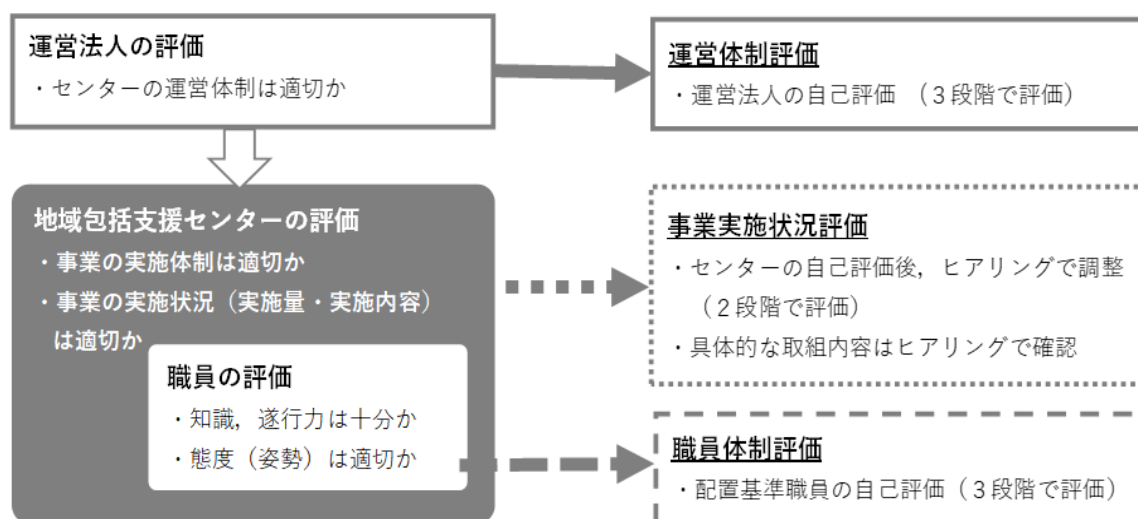 運営法人の評価
・センターの運営体制は適切か
運営体制評価
・運営法人の自己評価 （３段階で評価）
地域包括支援センターの評価
・事業の実施体制は適切か
・事業の実施状況（実施量・実施内容）
は適切か
職員の評価
・知識，遂行力は十分か
・態度（姿勢）は適切か
事業実施状況評価
・センターの自己評価後，ヒアリングで調整
（２段階で評価）
・具体的な取組内容はヒアリングで確認
職員体制評価
・配置基準職員の自己評価（３段階で評価）